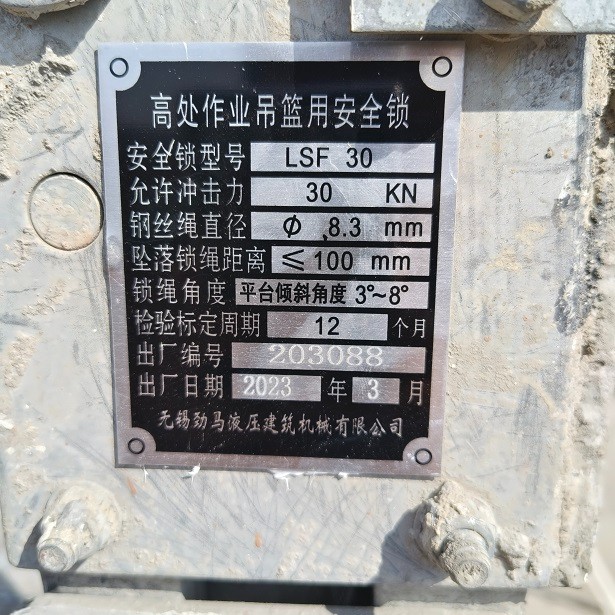 高处作业吊篮用安全锁
安全锁型号 LSF 30
允许冲击力 30 KN
钢丝绳直径 Φ 8.3 mm
坠落锁绳距离 ≤100 mm
锁绳角度 平台倾斜角度 3°~8°
检验标定周期 12 个月
出厂编号 203088
出厂日期 2023 年 3 月
无锡劲马液压建筑机械有限公司